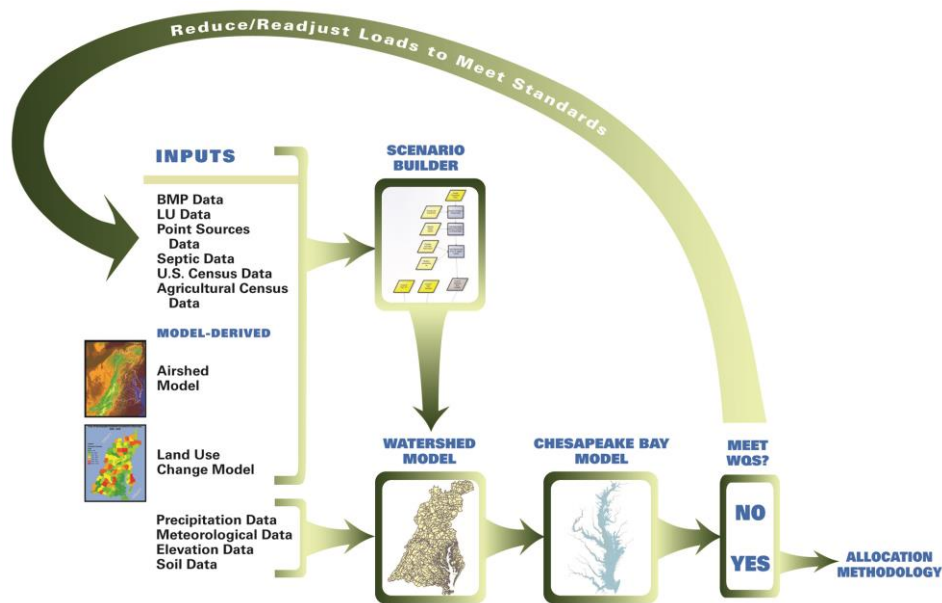 Reduce/Readjust Loads to Meet Standards
INPUTS
BMP Data
LU Data
Point Sources
Data
Septic Data
U.S. Census Data
Agricultural Census
Data
MODEL-DERIVED
Airshed
Model
Land Use
Change Model
Precipitation Data
Meteorological Data
Elevation Data
Soil Data
SCENARIO
BUILDER
WATERSHED
MODEL
CHESAPEAKE BAY
MODEL
MEET
WQS?
NO
YES
ALLOCATION
METHODOLOGY